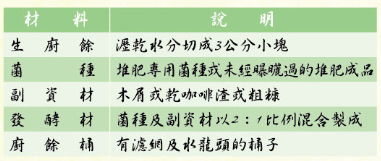 材料 說明
生廚餘 瀝乾水分切成3公分小塊
菌種 堆肥專用菌種或未經曝曬過的堆肥成品
副資材 木屑或乾咖啡渣或粗糠
發酵材 菌種及副資材以2:1比例混合製成
廚餘桶 有濾網及水龍頭的桶子